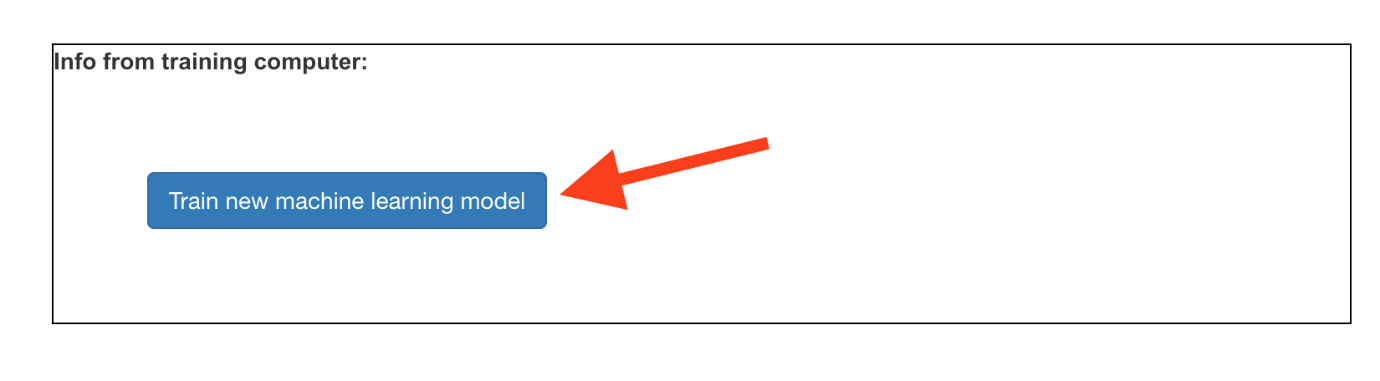 Info from training computer:
Train new machine learning model